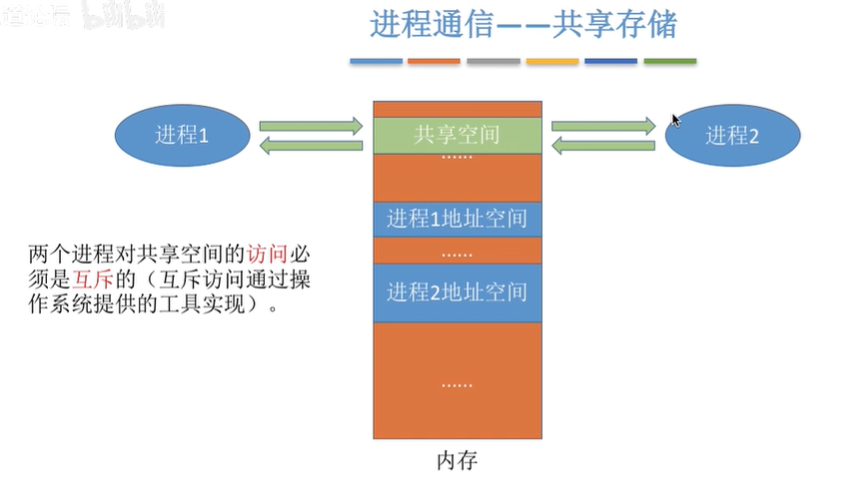 进程通信——共享存储
进程1
共享空间
进程2
……
进程1地址空间
两个进程对共享空间的访问必
须是互斥的（互斥访问通过操
作系统提供的工具实现）。
……
进程2地址空间
……
内存